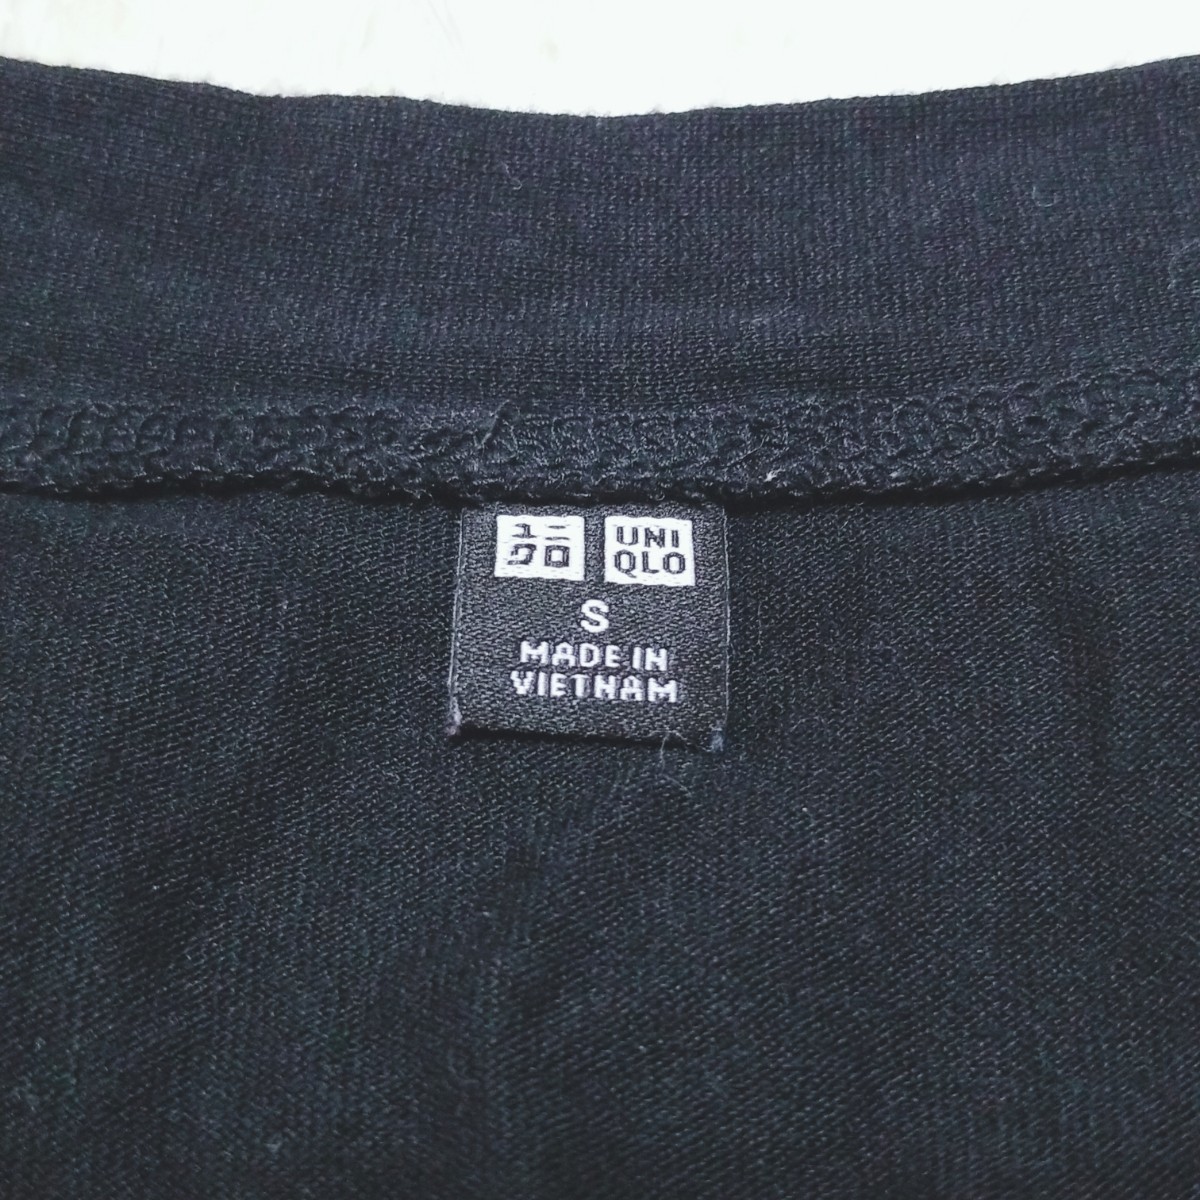 ユニ UNI
クロ QLO
S
MADE IN
VIETNAM